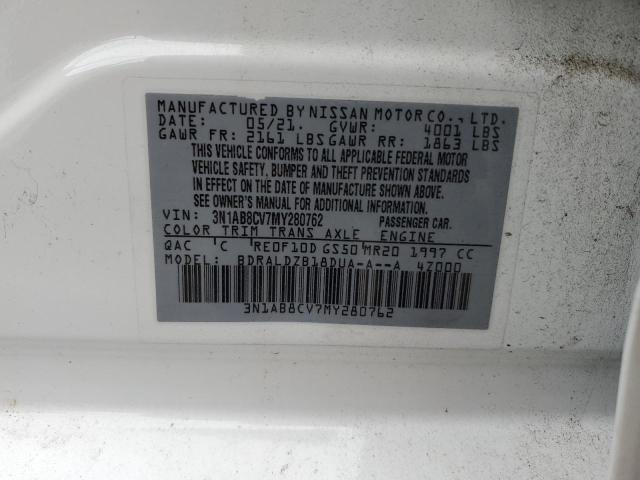 MANUFACTURED BY NISSAN MOTOR CO., LTD.
DATE: 05/21. GVWR: 4001 LBS
GAWR FR: 2161 LBS GAWR RR: 1863 LBS
THIS VEHICLE CONFORMS TO ALL APPLICABLE FEDERAL MOTOR
VEHICLE SAFETY, BUMPER AND THEFT PREVENTION STANDARDS
IN EFFECT ON THE DATE OF MANUFACTURE SHOWN ABOVE.
SEE OWNER'S MANUAL FOR ADDITIONAL INFORMATION.
VIN: 3N1AB8CV7MY280762 PASSENGER CAR.
COLOR TRIM TRANS AXLE ENGINE
QAC C RE0F10D GS50 MR20 1997 CC
MODEL: BDRALDZB18DUA-A--A 4Z000
3N1AB8CV7MY280762